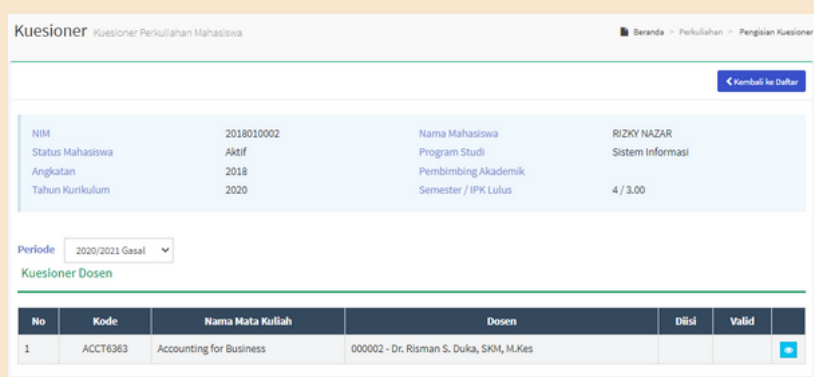 Kuesioner Kuesioner Perkuliahan Mahasiswa
Beranda > Perkuliahan > Pengisian Kuesioner
Kembali ke Daftar
NIM 2018010002 Nama Mahasiswa RIZKY NAZAR
Status Mahasiswa Aktif Program Studi Sistem Informasi
Angkatan 2018 Pembimbing Akademik
Tahun Kurikulum 2020 Semester / IPK Lulus 4 / 3.00
Periode 2020/2021 Gasal
Kuesioner Dosen
No Kode Nama Mata Kuliah Dosen Diisi Valid
1 ACCT6363 Accounting for Business 000002 - Dr. Risman S. Duka, SKM, M.Kes